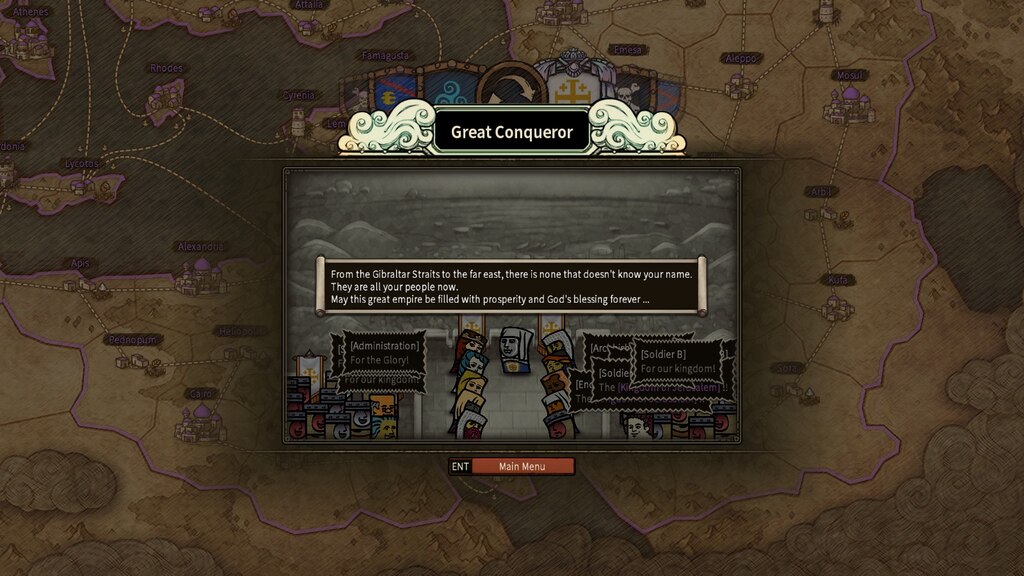 Athenes
Attalia
Rhodes
Famagusta
Emesa
Aleppo
Mosul
Cyrenia
Great Conqueror
Lycotos
Arbil
From the Gibraltar Straits to the far east, there is none that doesn't know your name.
They are all your people now.
May this great empire be filled with prosperity and God's blessing forever ...
Alexandria
Apis
Kufa
Pednopum
[Administration]
For the Glory!
For our kingdom!
[Soldier B]
For our kingdom!
The
Cairo
ENT
Main Menu